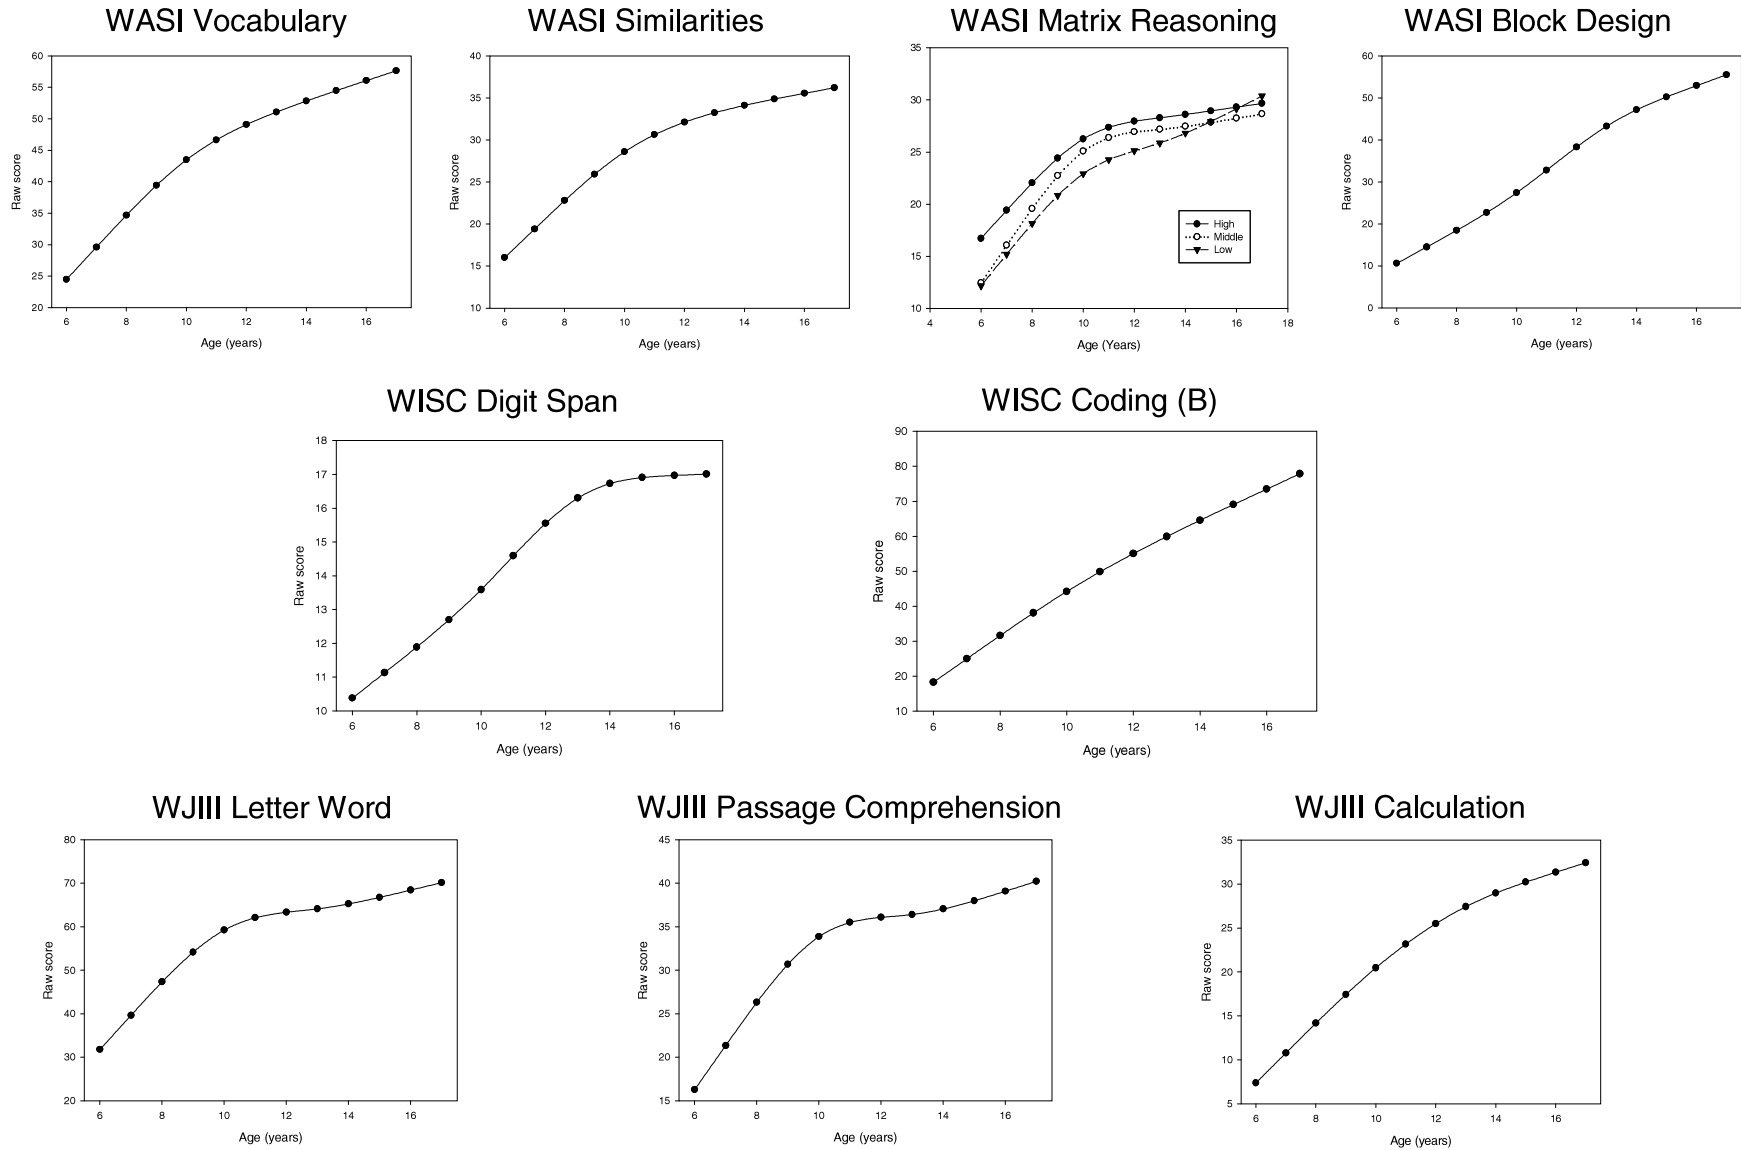 WASI Vocabulary
60
55
50
45
40
35
30
25
20
Raw score
6 8 10 12 14 16
Age (years)
WASI Similarities
40
35
30
25
20
15
10
Raw score
6 8 10 12 14 16
Age (years)
WASI Matrix Reasoning
35
30
25
20
15
10
Raw score
High
Middle
Low
4 6 8 10 12 14 16 18
Age (Years)
WASI Block Design
60
50
40
30
20
10
0
Raw score
6 8 10 12 14 16
Age (years)
WISC Digit Span
18
17
16
15
14
13
12
11
10
Raw score
6 8 10 12 14 16
Age (years)
WISC Coding (B)
90
80
70
60
50
40
30
20
10
Raw score
6 8 10 12 14 16
Age (years)
WJIII Letter Word
80
70
60
50
40
30
20
Raw score
6 8 10 12 14 16
Age (years)
WJIII Passage Comprehension
45
40
35
30
25
20
15
Raw score
6 8 10 12 14 16
Age (years)
WJIII Calculation
35
30
25
20
15
10
5
Raw score
6 8 10 12 14 16
Age (years)